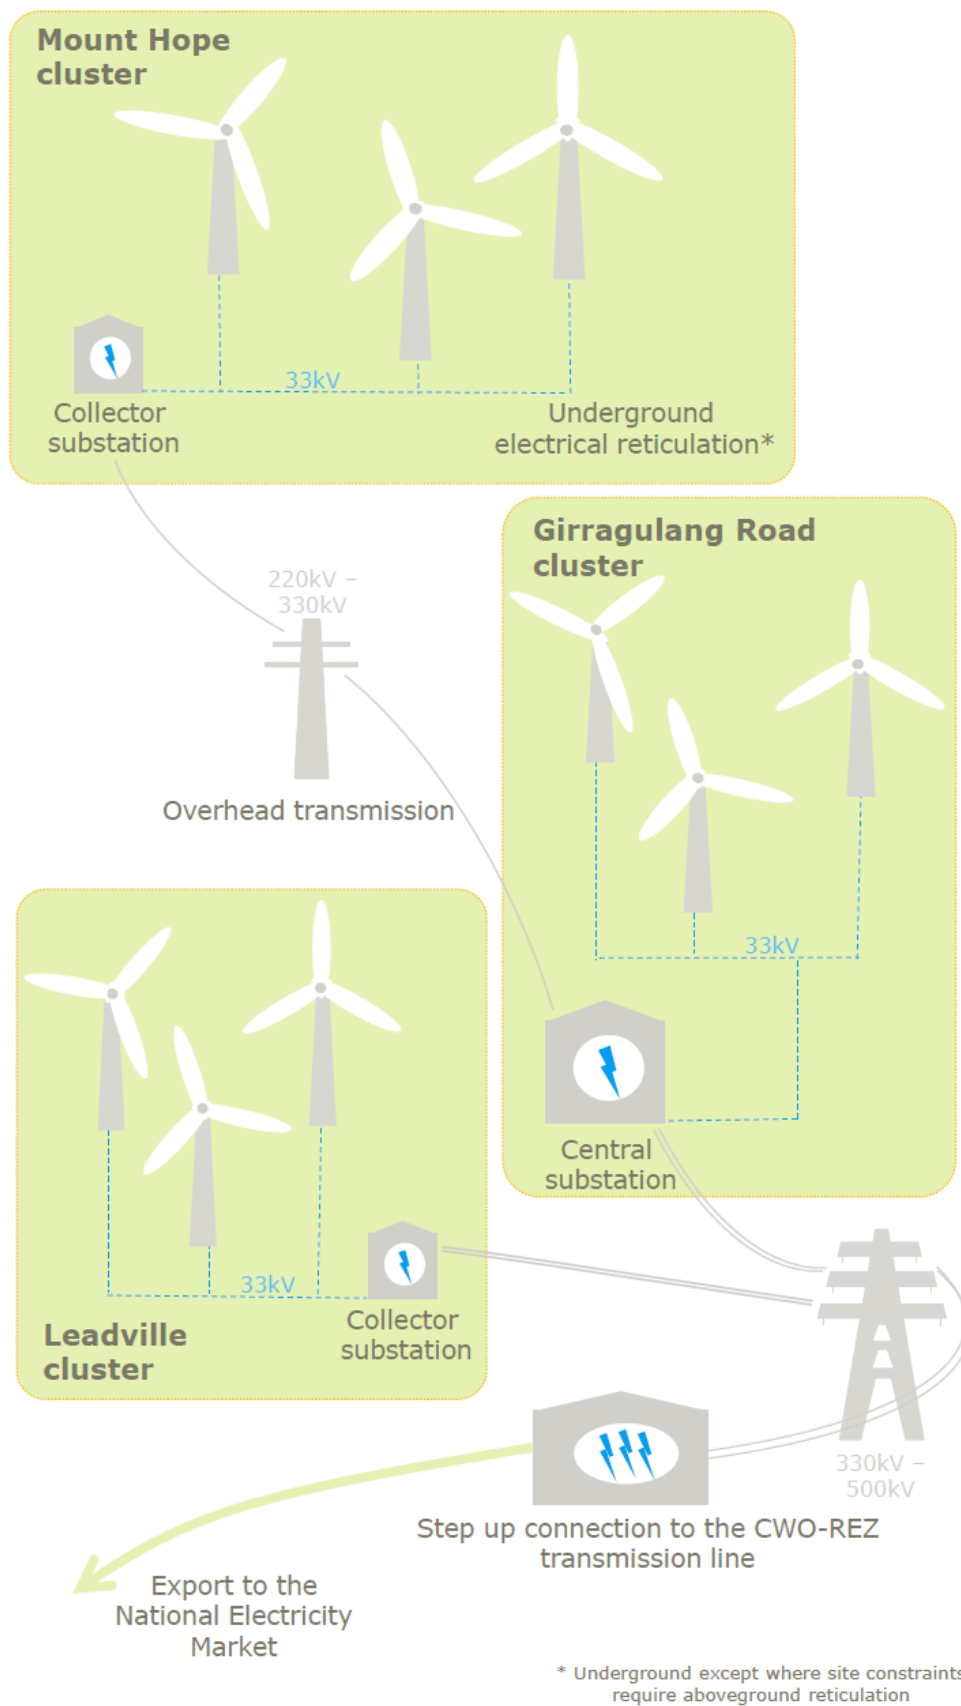 Mount Hope
cluster
33kV
Collector
substation
Underground
electrical reticulation*
Girragulang Road
cluster
220kV –
330kV
Overhead transmission
33kV
Central
substation
33kV
Collector
substation
Leadville
cluster
330kV –
500kV
Step up connection to the CWO-REZ
transmission line
Export to the
National Electricity
Market
* Underground except where site constraints
require aboveground reticulation